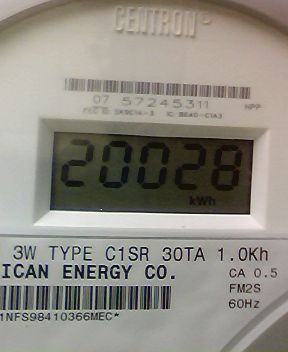 CENTRON
07 57245311 NPP
20028
kWh
3W TYPE C1SR 30TA 1.0Kh
ICAN ENERGY CO.
CA 0.5
FM2S
60Hz
1NFS98410366MEC*